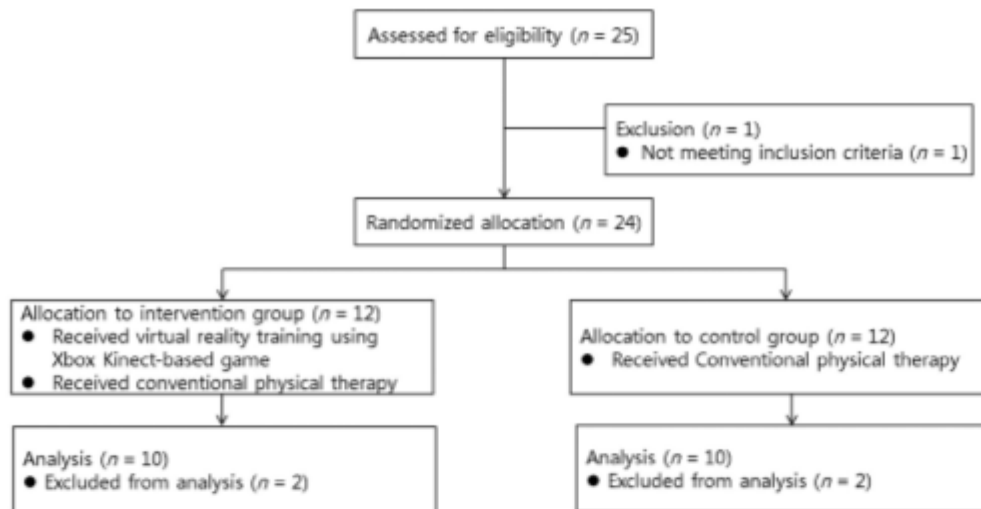 Assessed for eligibility (n = 25)
Exclusion (n = 1)
● Not meeting inclusion criteria (n = 1)
Randomized allocation (n = 24)
Allocation to intervention group (n = 12)
● Received virtual reality training using
Xbox Kinect-based game
● Received conventional physical therapy
Allocation to control group (n = 12)
● Received Conventional physical therapy
Analysis (n = 10)
● Excluded from analysis (n = 2)
Analysis (n = 10)
● Excluded from analysis (n = 2)